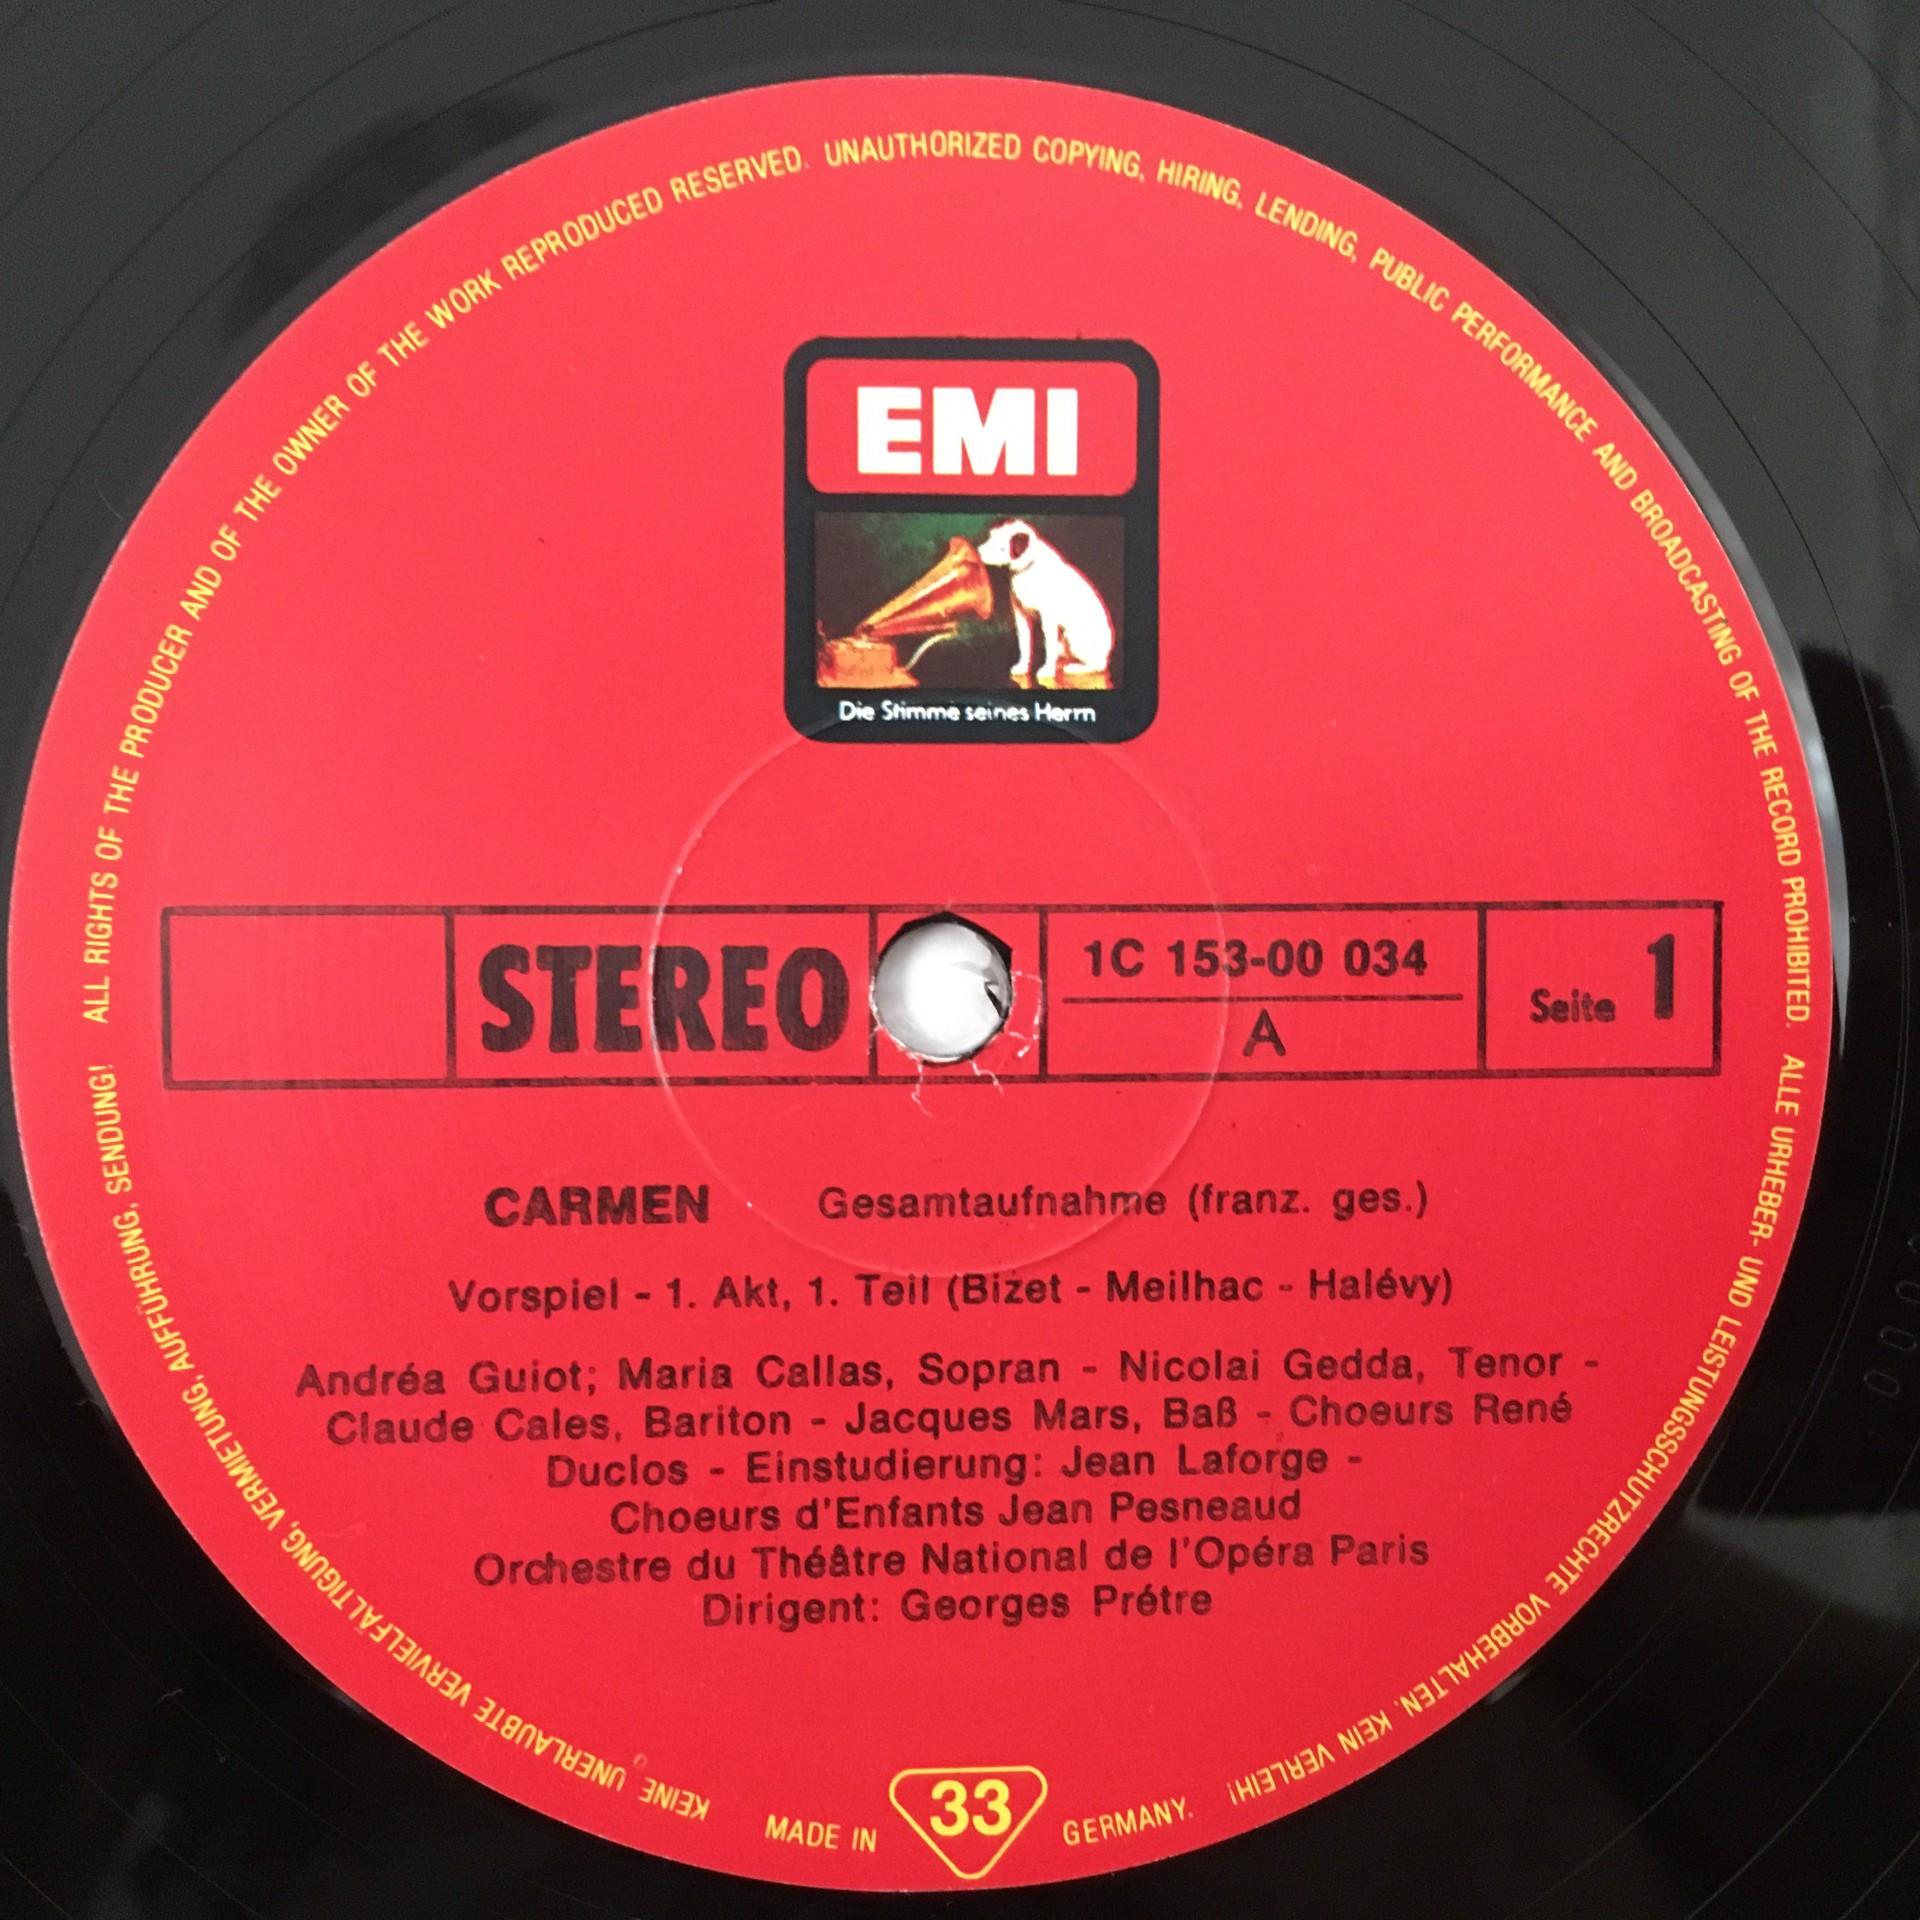 ALL RIGHTS OF THE PRODUCER AND OF THE OWNER OF THE WORK REPRODUCED RESERVED. UNAUTHORIZED COPYING, HIRING, LENDING, PUBLIC PERFORMANCE AND BROADCASTING OF THE RECORD PROHIBITED.
EMI
Die Stimme seines Herrn
STEREO
1C 153-00 034
A
Seite 1
CARMEN Gesamtaufnahme (franz. ges.)
Vorspiel - 1. Akt, 1. Teil (Bizet - Meilhac - Halévy)
Andréa Guiot; Maria Callas, Sopran - Nicolai Gedda, Tenor -
Claude Cales, Bariton - Jacques Mars, Baß - Choeurs René
Duclos - Einstudierung: Jean Laforge -
Choeurs d'Enfants Jean Pesneaud
Orchestre du Théâtre National de l'Opéra Paris
Dirigent: Georges Prétre
ALLE URHEBER- UND LEISTUNGSSCHUTZRECHTE VORBEHALTEN. KEIN VERLEIH! KEINE UNERLAUBTE VERVIELFÄLTIGUNG, VERMIETUNG, AUFFÜHRUNG, SENDUNG!
MADE IN 33 GERMANY.